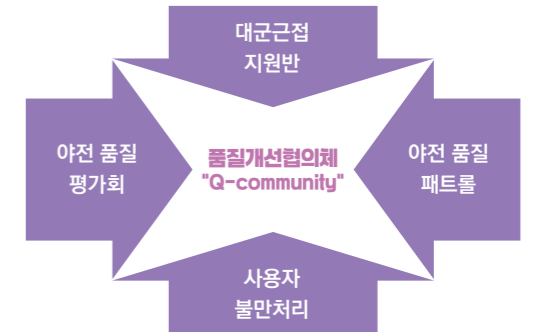 대군근접
지원반
야전 품질
평가회
품질개선협의체
"Q-community"
야전 품질
패트롤
사용자
불만처리